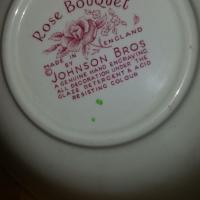 Rose Bouquet
MADE IN ENGLAND
BY
© JOHNSON BROS
A GENUINE HAND ENGRAVING
ALL DECORATION UNDER THE
GLAZE DETERGENT & ACID
RESISTING COLOUR